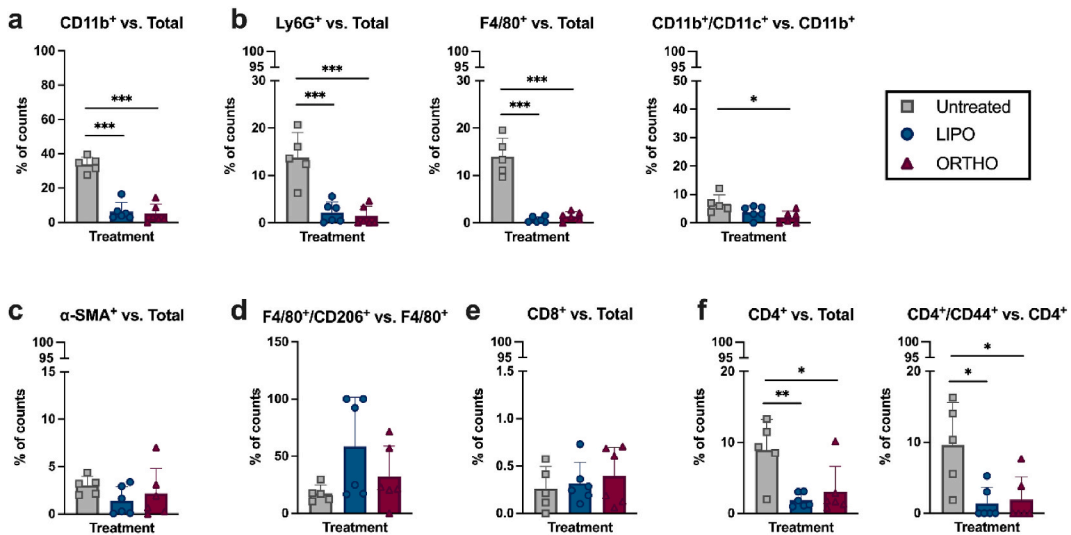 a
CD11b⁺ vs. Total
% of counts
100
80
60
40
20
0
***
***
Treatment
b
Ly6G⁺ vs. Total
% of counts
100
95
30
20
10
0
***
***
Treatment
F4/80⁺ vs. Total
% of counts
100
95
30
20
10
0
***
***
Treatment
CD11b⁺/CD11c⁺ vs. CD11b⁺
% of counts
100
95
50
40
30
20
10
0
*
Treatment
Untreated
LIPO
ORTHO
c
α-SMA⁺ vs. Total
% of counts
100
95
15
10
5
0
Treatment
d
F4/80⁺/CD206⁺ vs. F4/80⁺
% of counts
150
100
50
0
Treatment
e
CD8⁺ vs. Total
% of counts
100
95
1.5
1.0
0.5
0.0
Treatment
f
CD4⁺ vs. Total
% of counts
100
95
20
10
0
*
**
Treatment
CD4⁺/CD44⁺ vs. CD4⁺
% of counts
100
95
20
10
0
*
*
Treatment